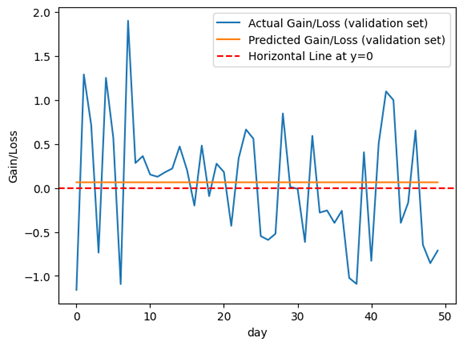 Actual Gain/Loss (validation set)
Predicted Gain/Loss (validation set)
Horizontal Line at y=0
2.0
1.5
1.0
0.5
0.0
−0.5
−1.0
Gain/Loss
0 10 20 30 40 50
day